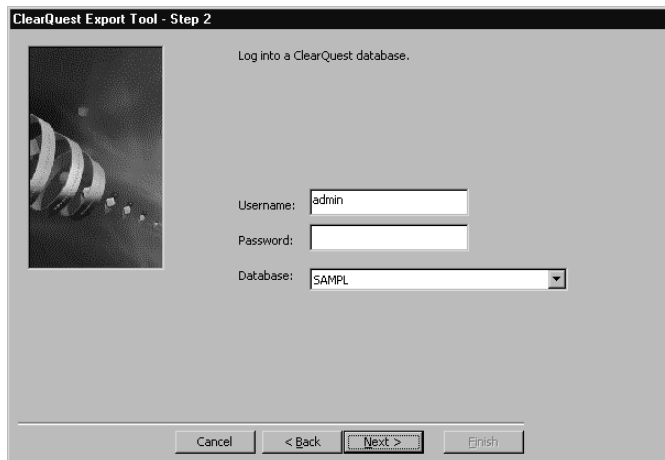 ClearQuest Export Tool - Step 2
Log into a ClearQuest database.
Username: admin
Password:
Database: SAMPL
Cancel < Back Next > Finish